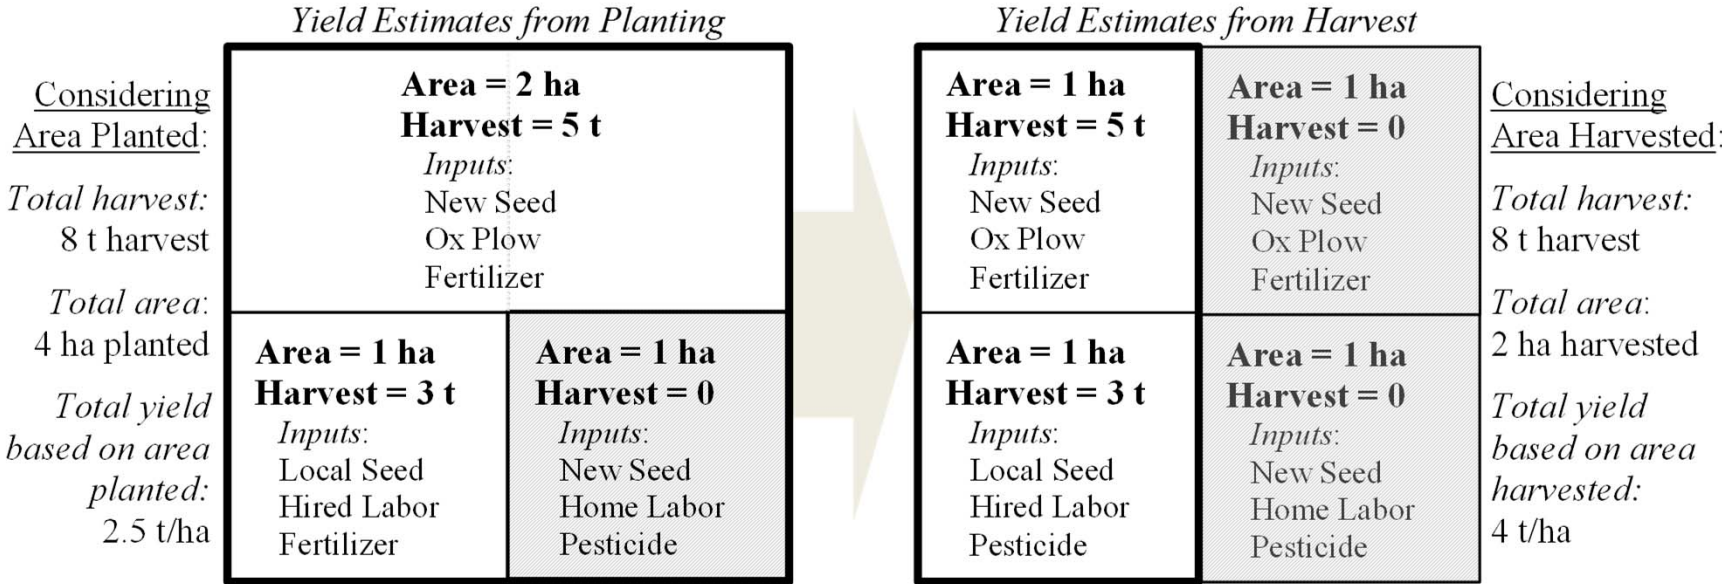 Yield Estimates from Planting
Considering
Area Planted:
Total harvest:
8 t harvest
Total area:
4 ha planted
Total yield
based on area
planted:
2.5 t/ha
Area = 2 ha
Harvest = 5 t
Inputs:
New Seed
Ox Plow
Fertilizer
Area = 1 ha
Harvest = 3 t
Inputs:
Local Seed
Hired Labor
Fertilizer
Area = 1 ha
Harvest = 0
Inputs:
New Seed
Home Labor
Pesticide
Yield Estimates from Harvest
Area = 1 ha
Harvest = 5 t
Inputs:
New Seed
Ox Plow
Fertilizer
Area = 1 ha
Harvest = 0
Inputs:
New Seed
Ox Plow
Fertilizer
Area = 1 ha
Harvest = 3 t
Inputs:
Local Seed
Hired Labor
Pesticide
Area = 1 ha
Harvest = 0
Inputs:
New Seed
Home Labor
Pesticide
Considering
Area Harvested:
Total harvest:
8 t harvest
Total area:
2 ha harvested
Total yield
based on area
harvested:
4 t/ha